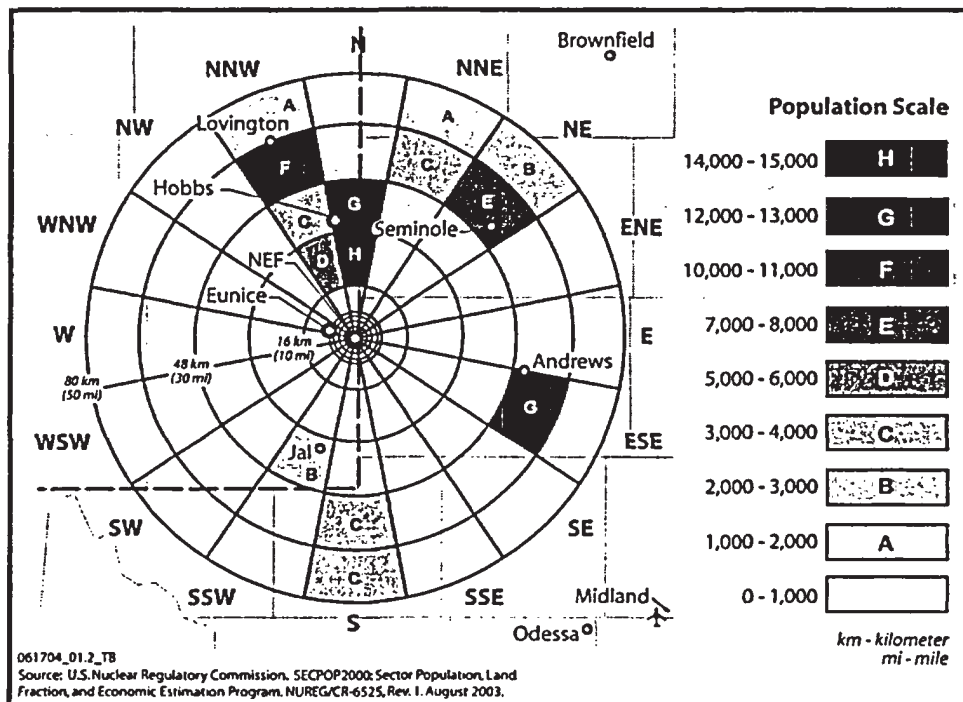 Brownfield
N
NNW
NNE
A
A
Lovington
NW
NE
Population Scale
F
C
B
14,000 - 15,000 H
Hobbs
G
E
WNW
C
Seminole
ENE
12,000 - 13,000 G
NEF
D
H
10,000 - 11,000 F
Eunice
W
16 km
(10 mi)
E
7,000 - 8,000 E
48 km
(30 mi)
Andrews
80 km
(50 mi)
5,000 - 6,000 D
G
WSW
ESE
3,000 - 4,000 C
Jal
B
2,000 - 3,000 B
SW
C
SE
1,000 - 2,000 A
C
SSW
SSE
Midland
0 - 1,000
S
Odessa
km - kilometer
mi - mile
061704_01.2_TB
Source: U.S. Nuclear Regulatory Commission. SECPOP2000: Sector Population, Land
Fraction, and Economic Estimation Program. NUREG/CR-6525, Rev. 1. August 2003.